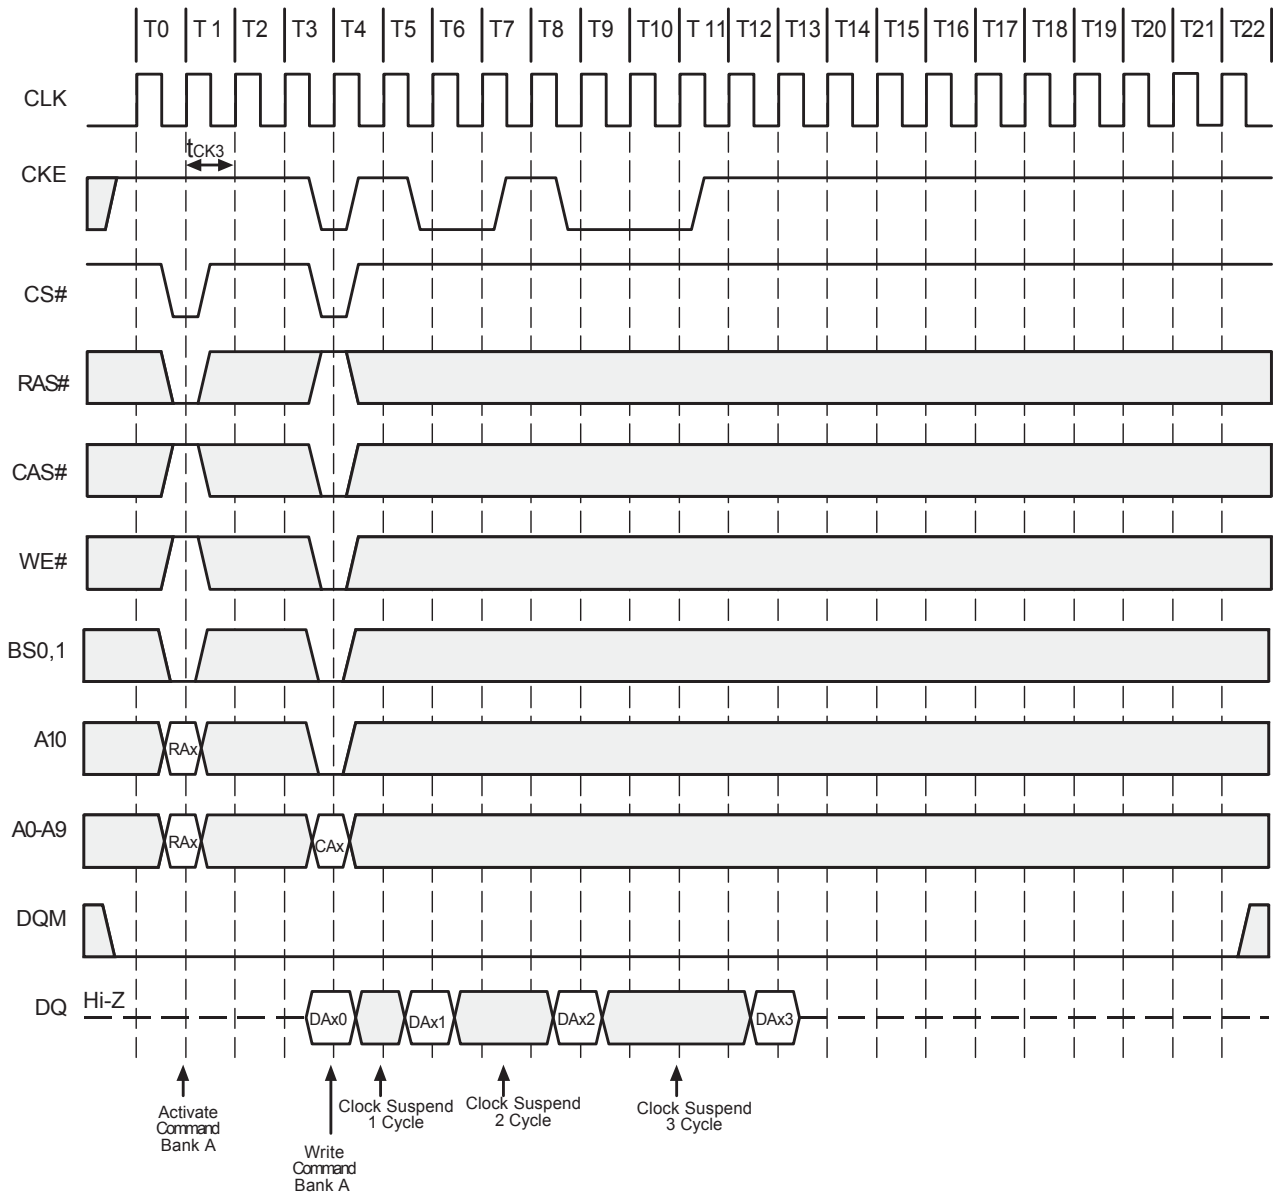 T0 T 1 T2 T3 T4 T5 T6 T7 T8 T9 T10 T 11 T12 T13 T14 T15 T16 T17 T18 T19 T20 T21 T22
CLK
tCK3
CKE
CS#
RAS#
CAS#
WE#
BS0,1
A10
RAx
A0-A9
RAx CAx
DQM
DQ Hi-Z
DAx0 DAx1 DAx2 DAx3
Activate
Command
Bank A
Write
Command
Bank A
Clock Suspend
1 Cycle
Clock Suspend
2 Cycle
Clock Suspend
3 Cycle